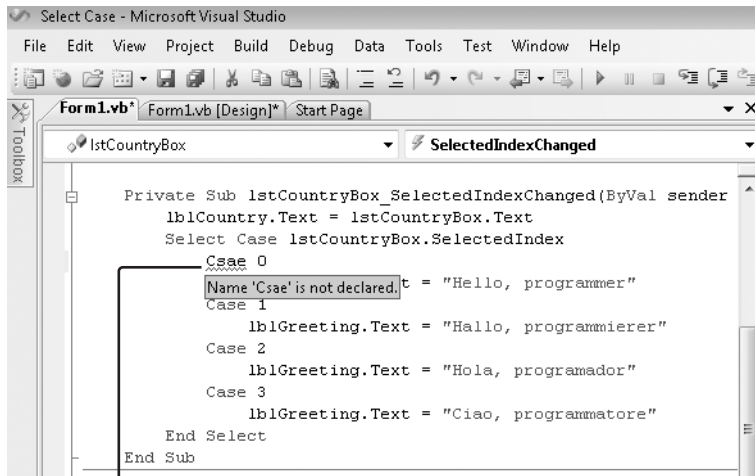 Select Case - Microsoft Visual Studio
File Edit View Project Build Debug Data Tools Test Window Help
Form1.vb* Form1.vb [Design]* Start Page
Toolbox
lstCountryBox SelectedIndexChanged
Private Sub lstCountryBox_SelectedIndexChanged(ByVal sender
lblCountry.Text = lstCountryBox.Text
Select Case lstCountryBox.SelectedIndex
Csae 0
Name 'Csae' is not declared. t = "Hello, programmer"
Case 1
lblGreeting.Text = "Hallo, programmierer"
Case 2
lblGreeting.Text = "Hola, programador"
Case 3
lblGreeting.Text = "Ciao, programmatore"
End Select
End Sub